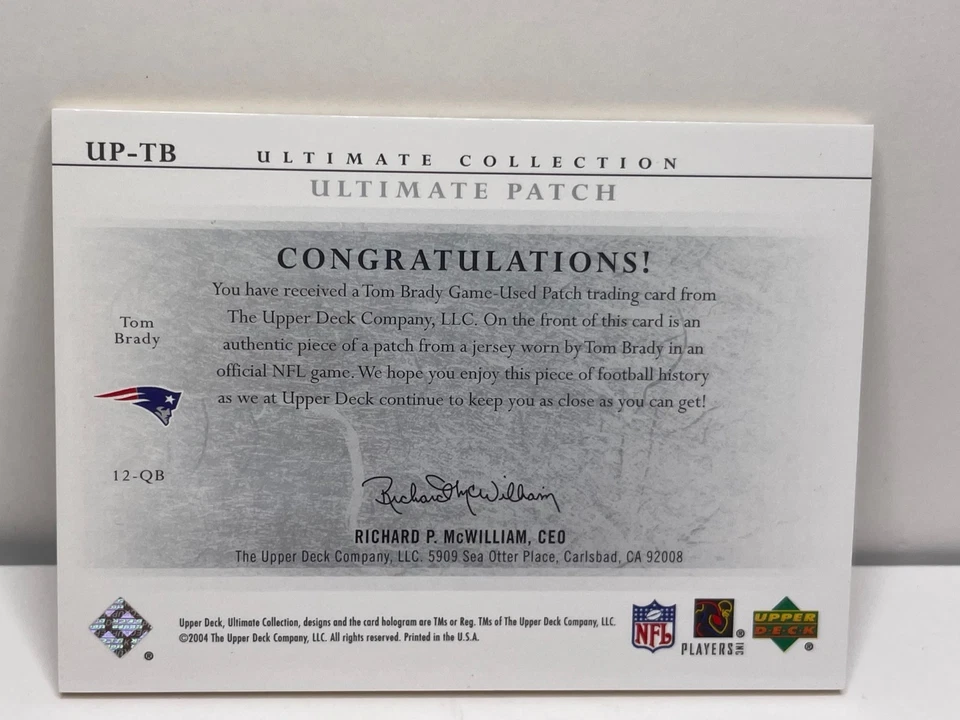 UP-TB
ULTIMATE COLLECTION
ULTIMATE PATCH
CONGRATULATIONS!
You have received a Tom Brady Game-Used Patch trading card from
The Upper Deck Company, LLC. On the front of this card is an
authentic piece of a patch from a jersey worn by Tom Brady in an
official NFL game. We hope you enjoy this piece of football history
as we at Upper Deck continue to keep you as close as you can get!
Tom
Brady
12-QB
Richard McWilliam
RICHARD P. McWILLIAM, CEO
The Upper Deck Company, LLC. 5909 Sea Otter Place, Carlsbad, CA 92008
®
Upper Deck, Ultimate Collection, designs and the card hologram are TMs or Reg. TMs of The Upper Deck Company, LLC.
©2004 The Upper Deck Company, LLC. All rights reserved. Printed in the U.S.A.
NFL
PLAYERS INC ®
UPPER
DECK ®